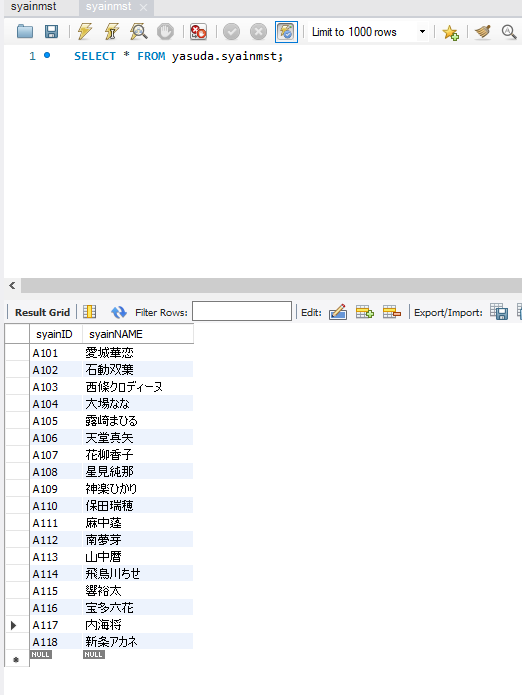 syainmst syainmst
Limit to 1000 rows
1 SELECT * FROM yasuda.syainmst;
Result Grid Filter Rows: Edit: Export/Import:
syainID syainNAME
A101 愛城華恋
A102 石動双葉
A103 西條クロディーヌ
A104 大場なな
A105 露崎まひる
A106 天堂真矢
A107 花柳香子
A108 星見純那
A109 神楽ひかり
A110 保田瑞穂
A111 麻中蓬
A112 南夢芽
A113 山中暦
A114 飛鳥川ちせ
A115 響裕太
A116 宝多六花
A117 内海将
A118 新条アカネ
NULL NULL